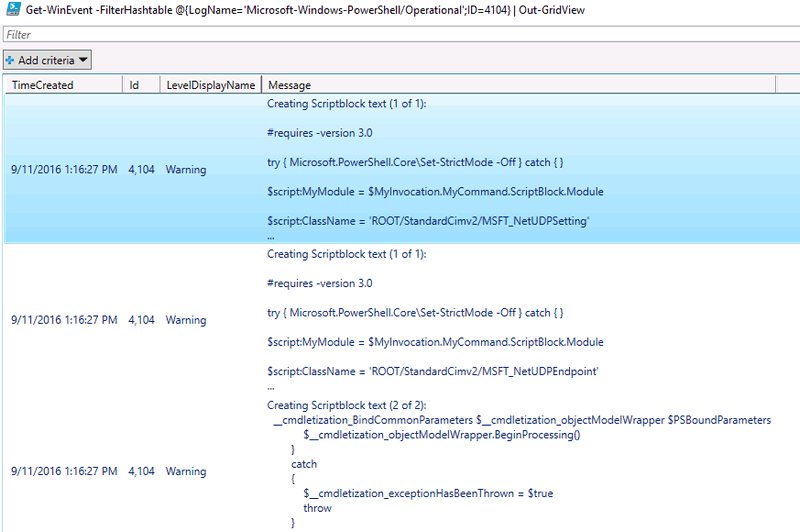 Get-WinEvent -FilterHashtable @{LogName='Microsoft-Windows-PowerShell/Operational';ID=4104} | Out-GridView
Filter
Add criteria
TimeCreated Id LevelDisplayName Message
9/11/2016 1:16:27 PM 4,104 Warning
Creating Scriptblock text (1 of 1):
#requires -version 3.0
try { Microsoft.PowerShell.Core\Set-StrictMode -Off } catch { }
$script:MyModule = $MyInvocation.MyCommand.ScriptBlock.Module
$script:ClassName = 'ROOT/StandardCimv2/MSFT_NetUDPSetting'
...
9/11/2016 1:16:27 PM 4,104 Warning
Creating Scriptblock text (1 of 1):
#requires -version 3.0
try { Microsoft.PowerShell.Core\Set-StrictMode -Off } catch { }
$script:MyModule = $MyInvocation.MyCommand.ScriptBlock.Module
$script:ClassName = 'ROOT/StandardCimv2/MSFT_NetUDPEndpoint'
...
9/11/2016 1:16:27 PM 4,104 Warning
Creating Scriptblock text (2 of 2):
__cmdletization_BindCommonParameters $__cmdletization_objectModelWrapper $PSBoundParameters
$__cmdletization_objectModelWrapper.BeginProcessing()
}
catch
{
$__cmdletization_exceptionHasBeenThrown = $true
throw
}